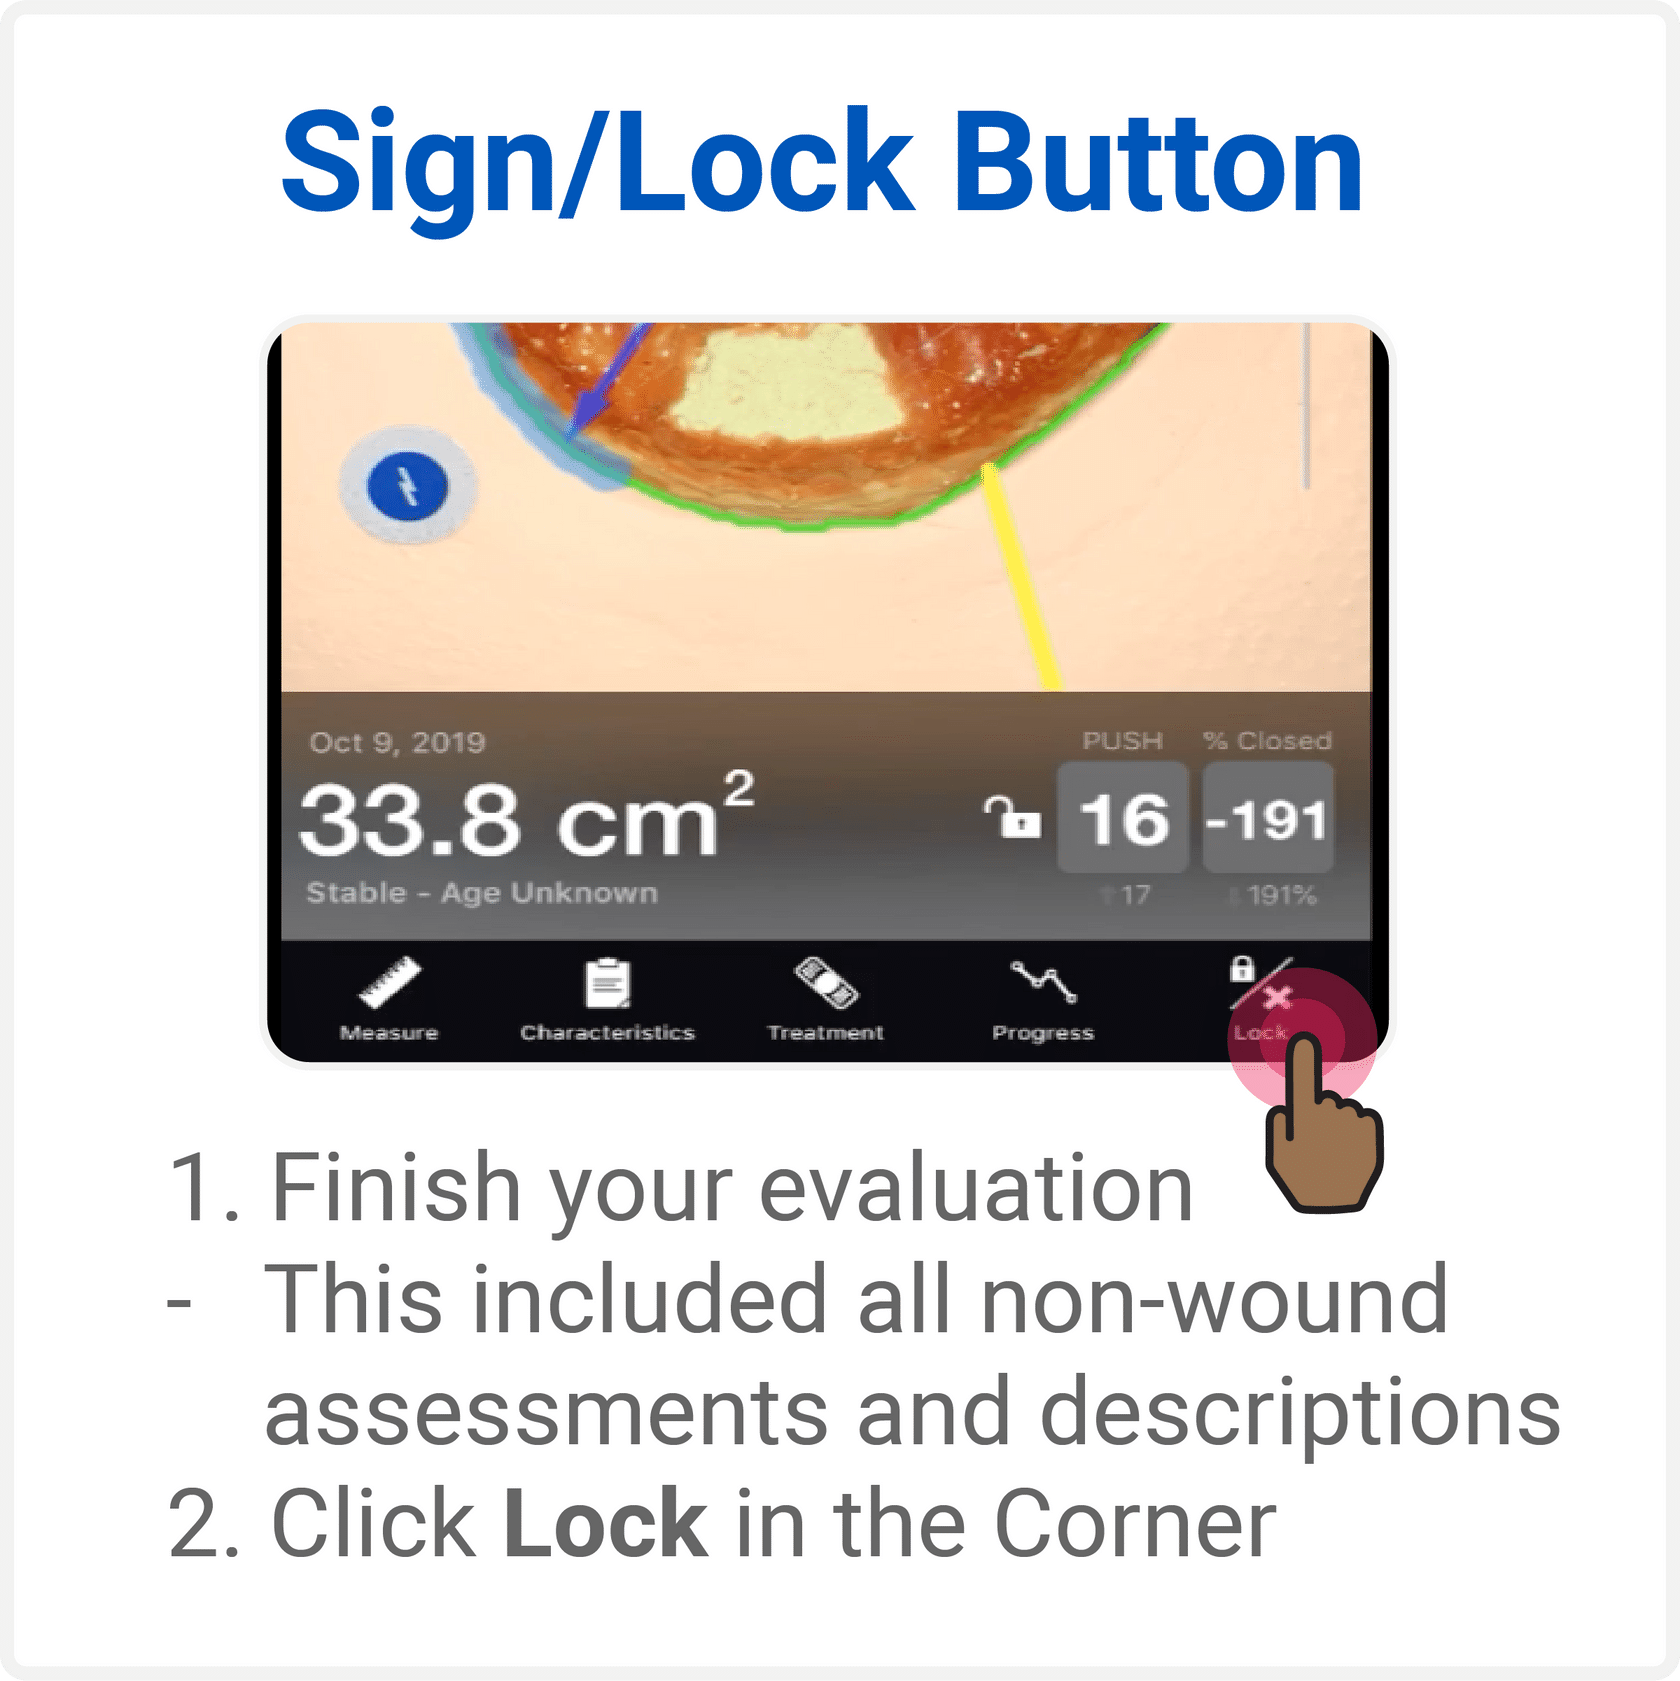 Sign/Lock Button
Oct 9, 2019
PUSH % Closed
33.8 cm²
16 -191
Stable - Age Unknown
17 191%
Measure Characteristics Treatment Progress Lock
1. Finish your evaluation
- This included all non-wound
assessments and descriptions
2. Click Lock in the Corner